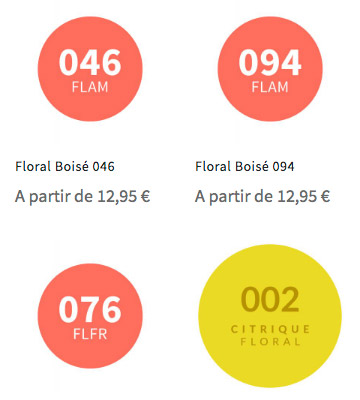 046
FLAM
094
FLAM
Floral Boisé 046
Floral Boisé 094
A partir de 12,95 €
A partir de 12,95 €
076
FLFR
002
CITRIQUE
FLORAL